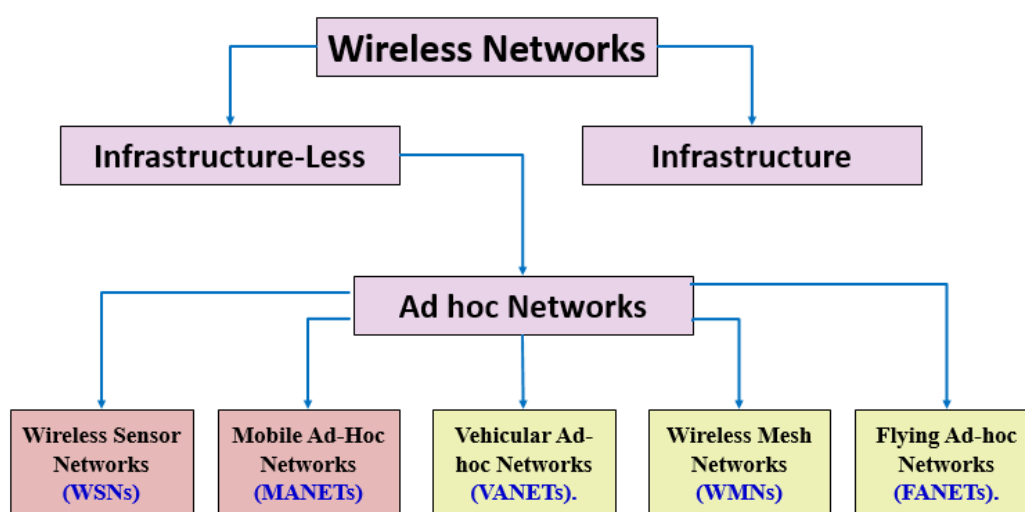 Wireless Networks
Infrastructure-Less
Infrastructure
Ad hoc Networks
Wireless Sensor
Networks
(WSNs)
Mobile Ad-Hoc
Networks
(MANETs)
Vehicular Ad-
hoc Networks
(VANETs).
Wireless Mesh
Networks
(WMNs)
Flying Ad-hoc
Networks
(FANETs).